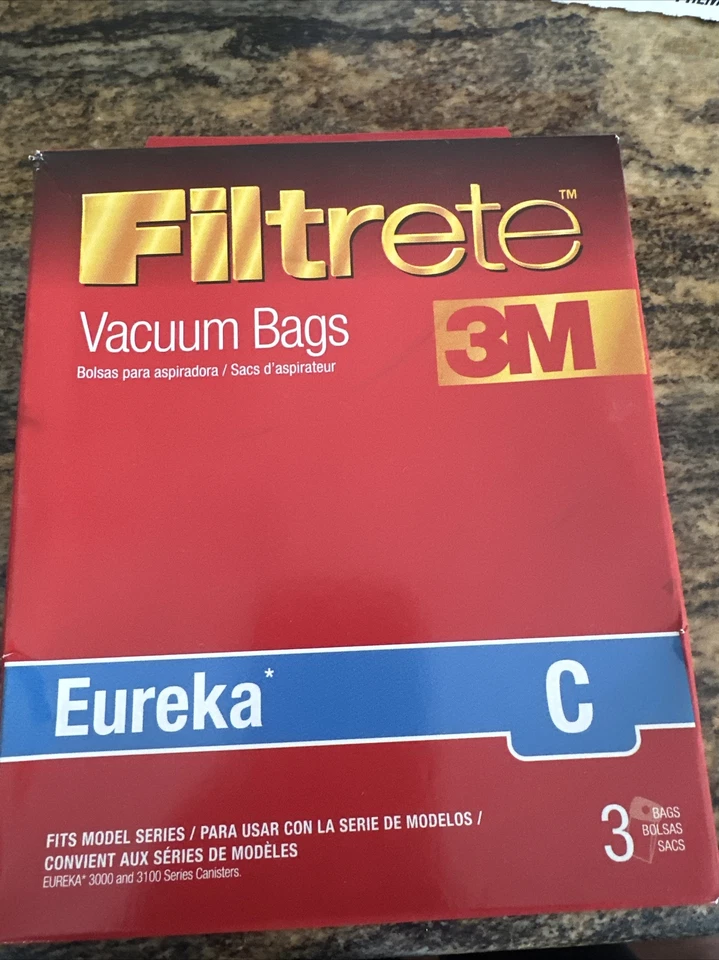 Filtrete™
3M
Vacuum Bags
Bolsas para aspiradora / Sacs d'aspirateur
Eureka*
C
FITS MODEL SERIES / PARA USAR CON LA SERIE DE MODELOS /
CONVIENT AUX SÉRIES DE MODÈLES
EUREKA* 3000 and 3100 Series Canisters.
3 BAGS
BOLSAS
SACS